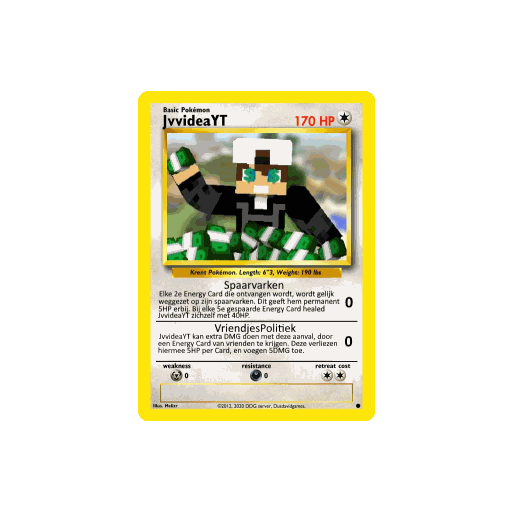 Basic Pokémon
JvvideaYT
170 HP
$ $
Krent Pokémon. Length: 6"3, Weight: 190 lbs
Spaarvarken
Elke 2e Energy Card die ontvangen wordt, wordt gelijk
weggezet op zijn spaarvarken. Dit geeft hem permanent
5HP erbij. Bij elke 5e gespaarde Energy Card healed
JvvideaYT zichzelf met 40HP.
0
VriendjesPolitiek
JvvideaYT kan extra DMG doen met deze aanval, door
een Energy Card van vrienden te krijgen. Deze verliezen
hiermee 5HP per Card, en voegen 5DMG toe.
0
weakness resistance retreat cost
0 0
Illus. Meller ©2012, 2020 DDG server, Dusdavidgames.